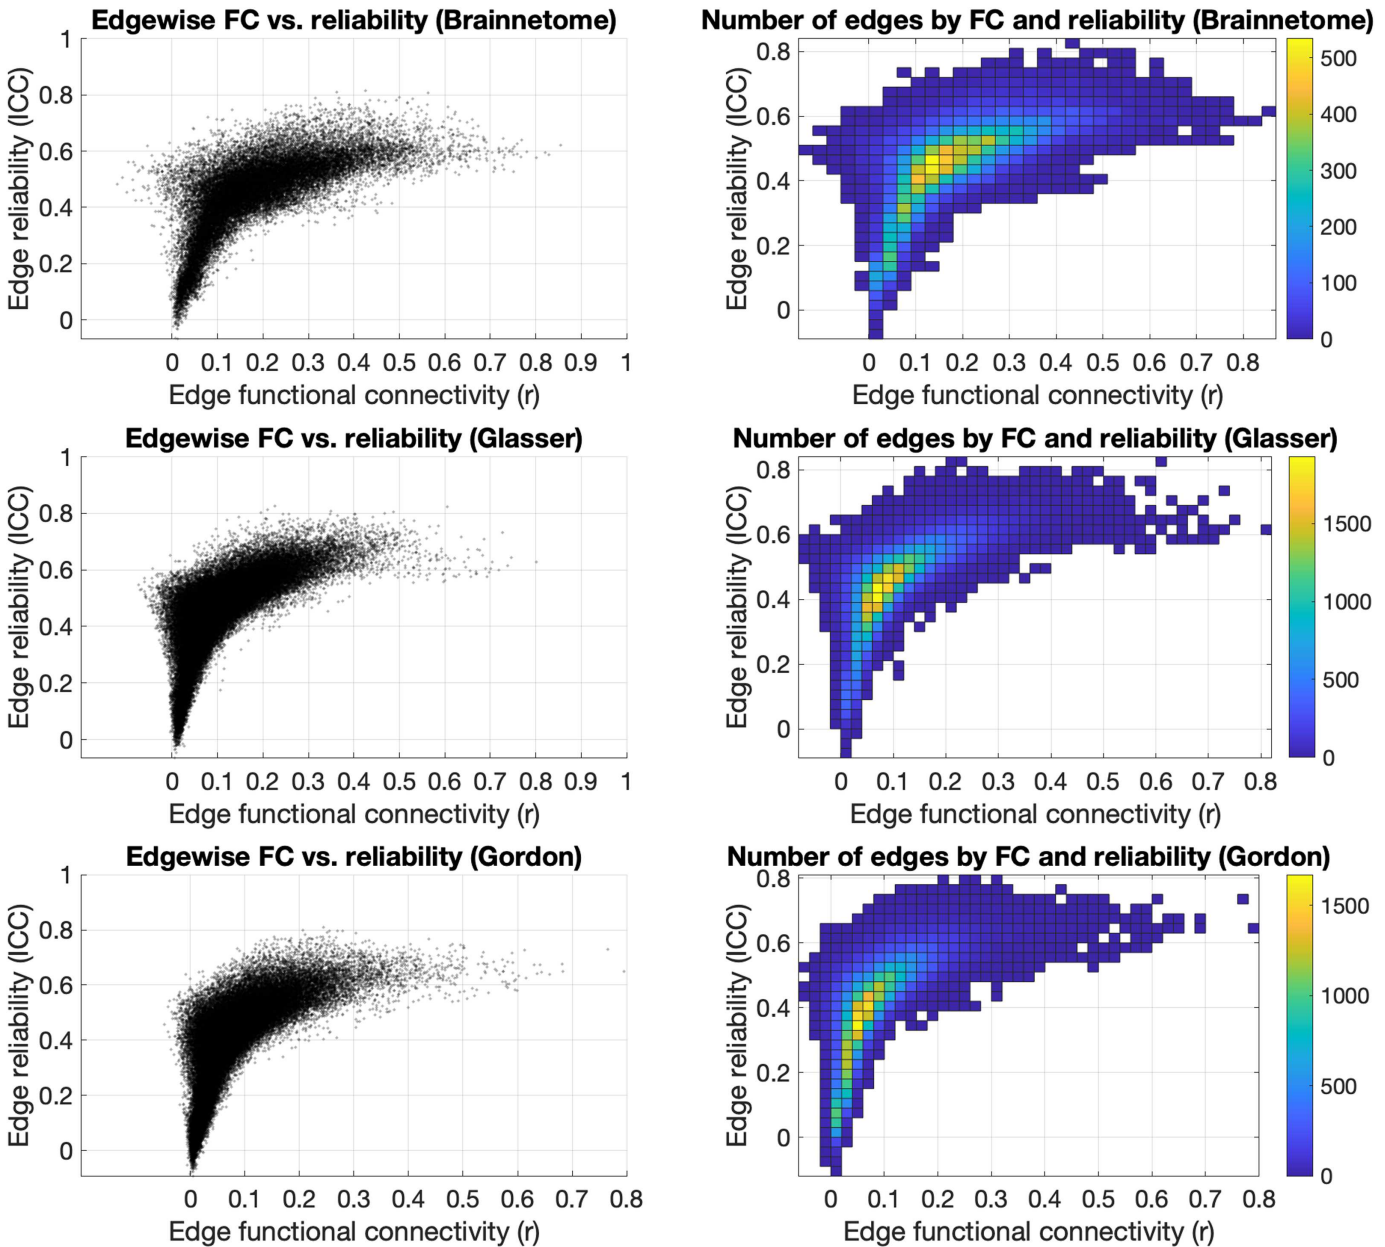 Edgewise FC vs. reliability (Brainnetome)
Edge reliability (ICC)
1
0.8
0.6
0.4
0.2
0
0 0.1 0.2 0.3 0.4 0.5 0.6 0.7 0.8 0.9 1
Edge functional connectivity (r)
Number of edges by FC and reliability (Brainnetome)
Edge reliability (ICC)
0.8
0.6
0.4
0.2
0
0 0.1 0.2 0.3 0.4 0.5 0.6 0.7 0.8
Edge functional connectivity (r)
500
400
300
200
100
0
Edgewise FC vs. reliability (Glasser)
Edge reliability (ICC)
1
0.8
0.6
0.4
0.2
0
0 0.1 0.2 0.3 0.4 0.5 0.6 0.7 0.8 0.9 1
Edge functional connectivity (r)
Number of edges by FC and reliability (Glasser)
Edge reliability (ICC)
0.8
0.6
0.4
0.2
0
0 0.1 0.2 0.3 0.4 0.5 0.6 0.7 0.8
Edge functional connectivity (r)
1500
1000
500
0
Edgewise FC vs. reliability (Gordon)
Edge reliability (ICC)
1
0.8
0.6
0.4
0.2
0
0 0.1 0.2 0.3 0.4 0.5 0.6 0.7 0.8
Edge functional connectivity (r)
Number of edges by FC and reliability (Gordon)
Edge reliability (ICC)
0.8
0.6
0.4
0.2
0
0 0.1 0.2 0.3 0.4 0.5 0.6 0.7 0.8
Edge functional connectivity (r)
1500
1000
500
0